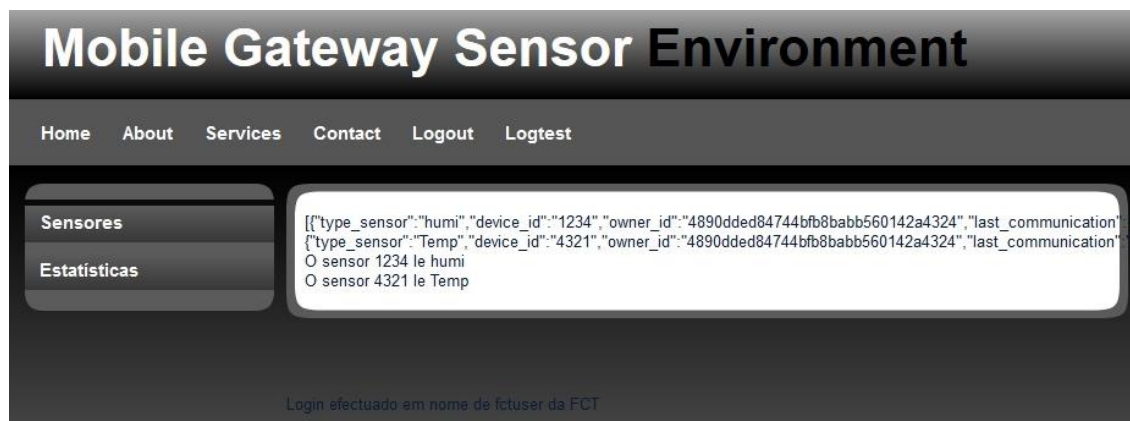 Mobile Gateway Sensor Environment
Home About Services Contact Logout Logtest
Sensores
Estatísticas
[{"type_sensor":"humi","device_id":"1234","owner_id":"4890dded84744bfb8babb560142a4324","last_communication":
{"type_sensor":"Temp","device_id":"4321","owner_id":"4890dded84744bfb8babb560142a4324","last_communication":"
O sensor 1234 le humi
O sensor 4321 le Temp
Login efectuado em nome de fctuser da FCT